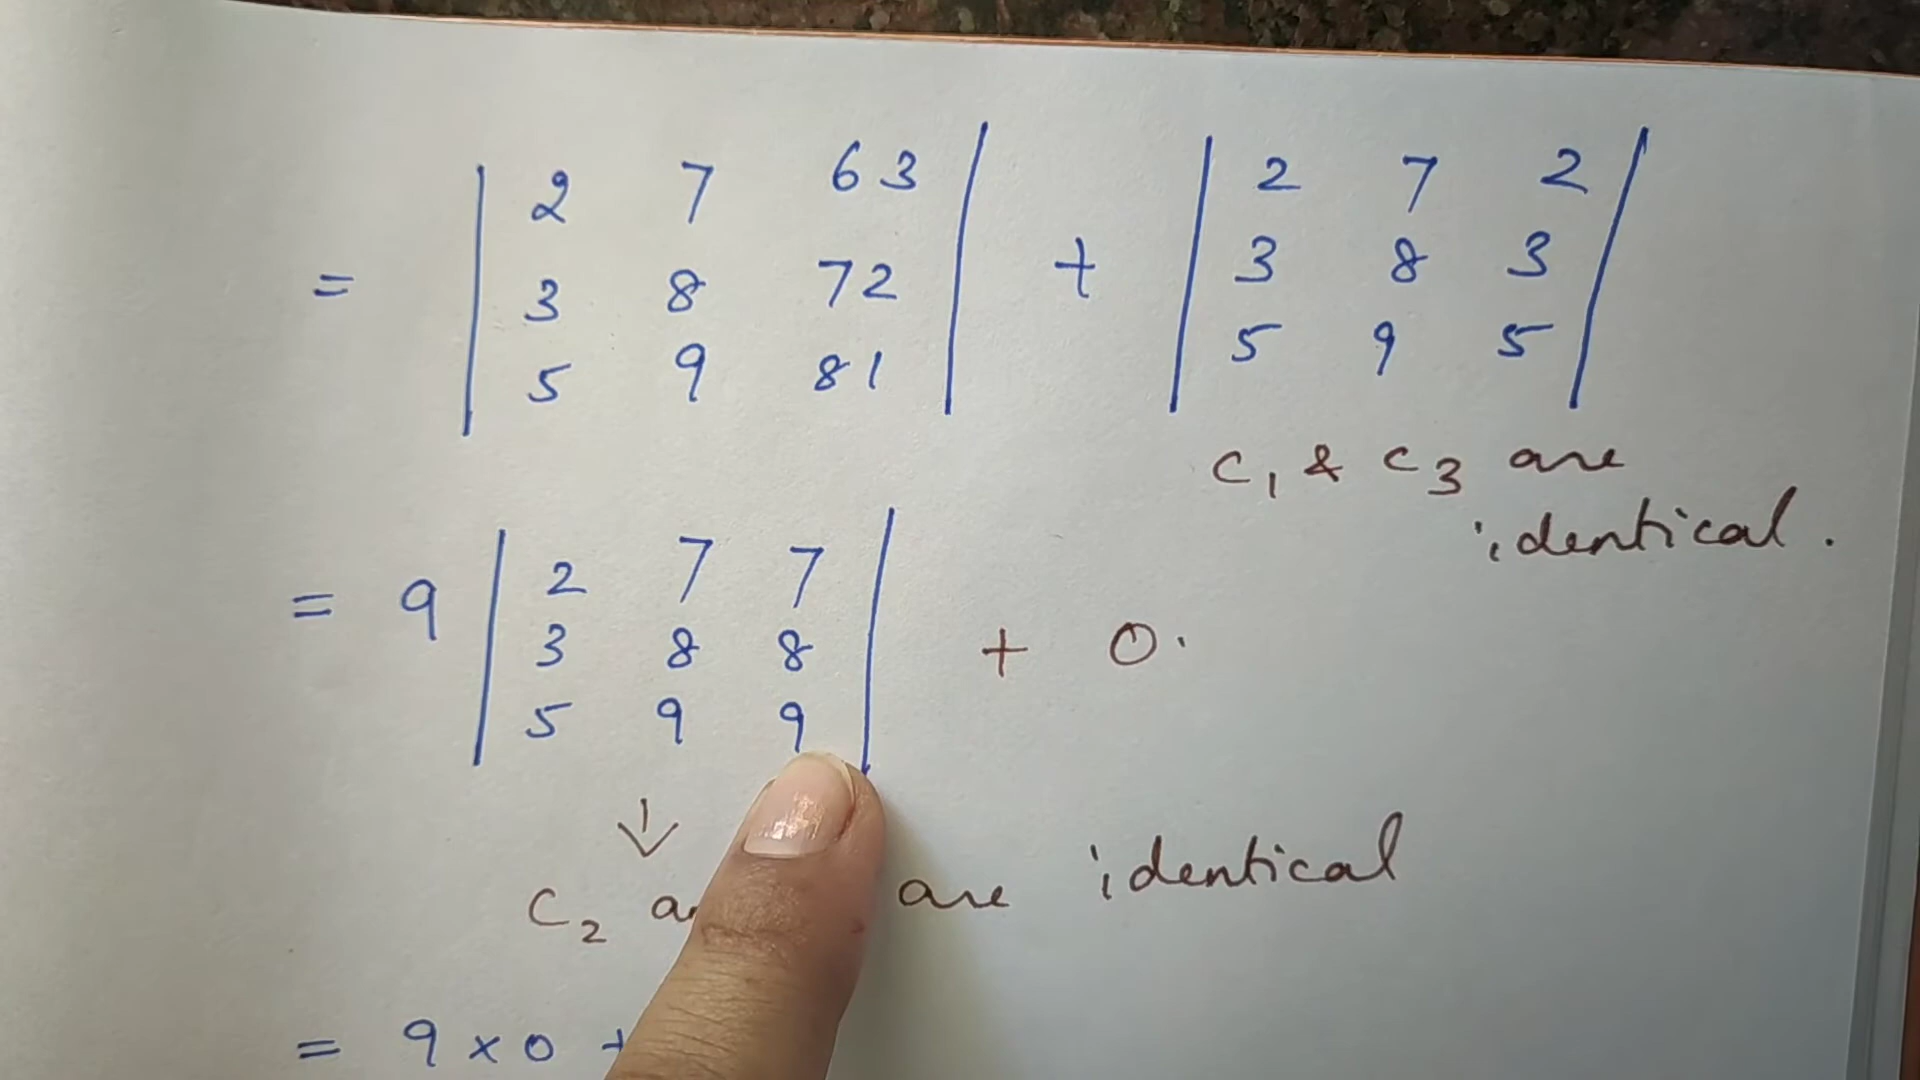 = | 2 7 63 | + | 2 7 2 |
| 3 8 72 | | 3 8 3 |
| 5 9 81 | | 5 9 5 |
C₁ & C₃ are
identical.
= 9 | 2 7 7 | + 0.
| 3 8 8 |
| 5 9 9 |
↓
C₂ are identical
= 9 × 0 +